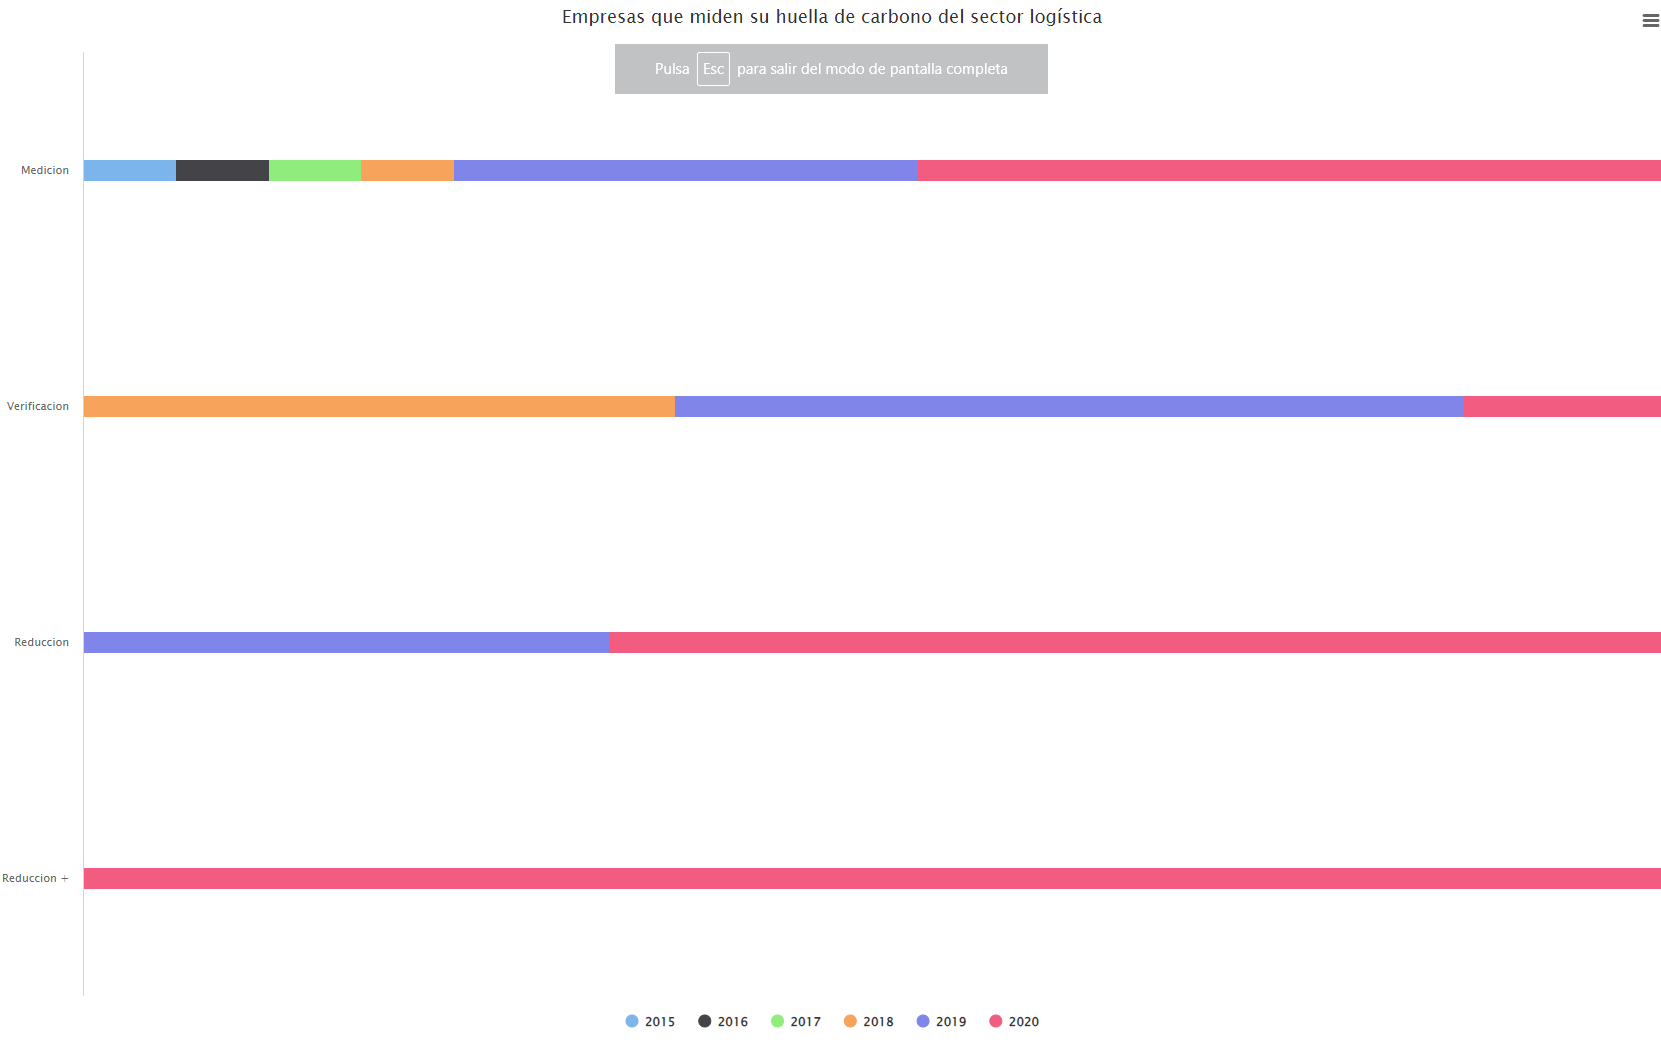 Empresas que miden su huella de carbono del sector logística
Pulsa Esc para salir del modo de pantalla completa
Medicion
Verificacion
Reduccion
Reduccion +
2015 2016 2017 2018 2019 2020